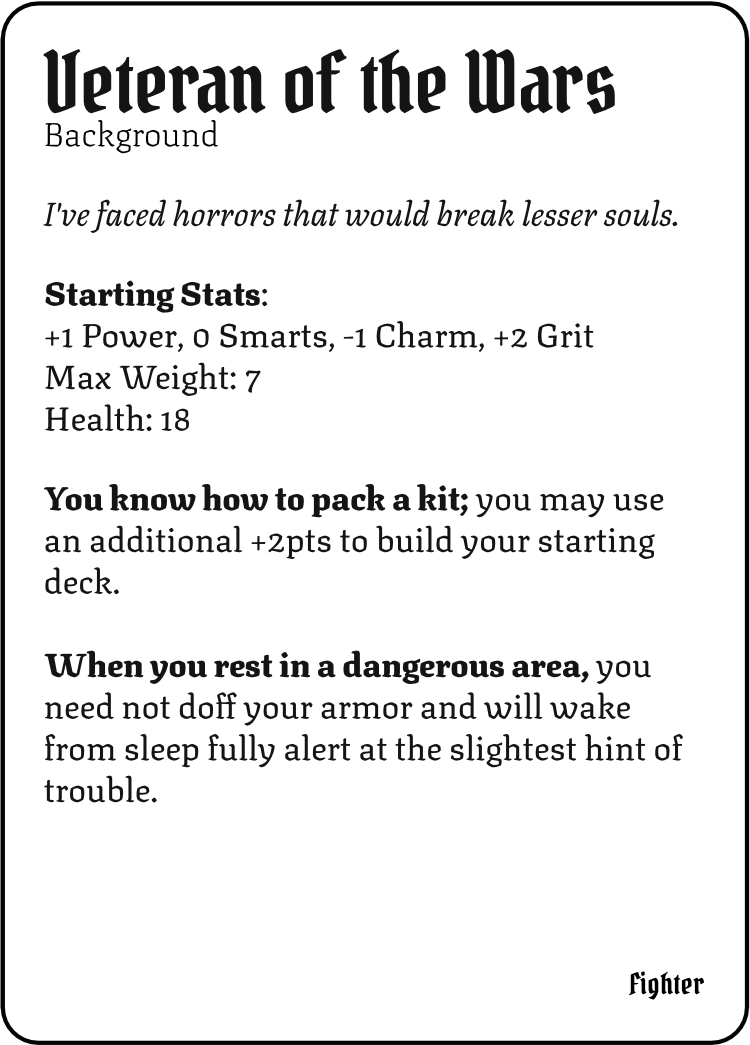 Veteran of the Wars
Background
I've faced horrors that would break lesser souls.
Starting Stats:
+1 Power, 0 Smarts, -1 Charm, +2 Grit
Max Weight: 7
Health: 18
You know how to pack a kit; you may use
an additional +2pts to build your starting
deck.
When you rest in a dangerous area, you
need not doff your armor and will wake
from sleep fully alert at the slightest hint of
trouble.
Fighter